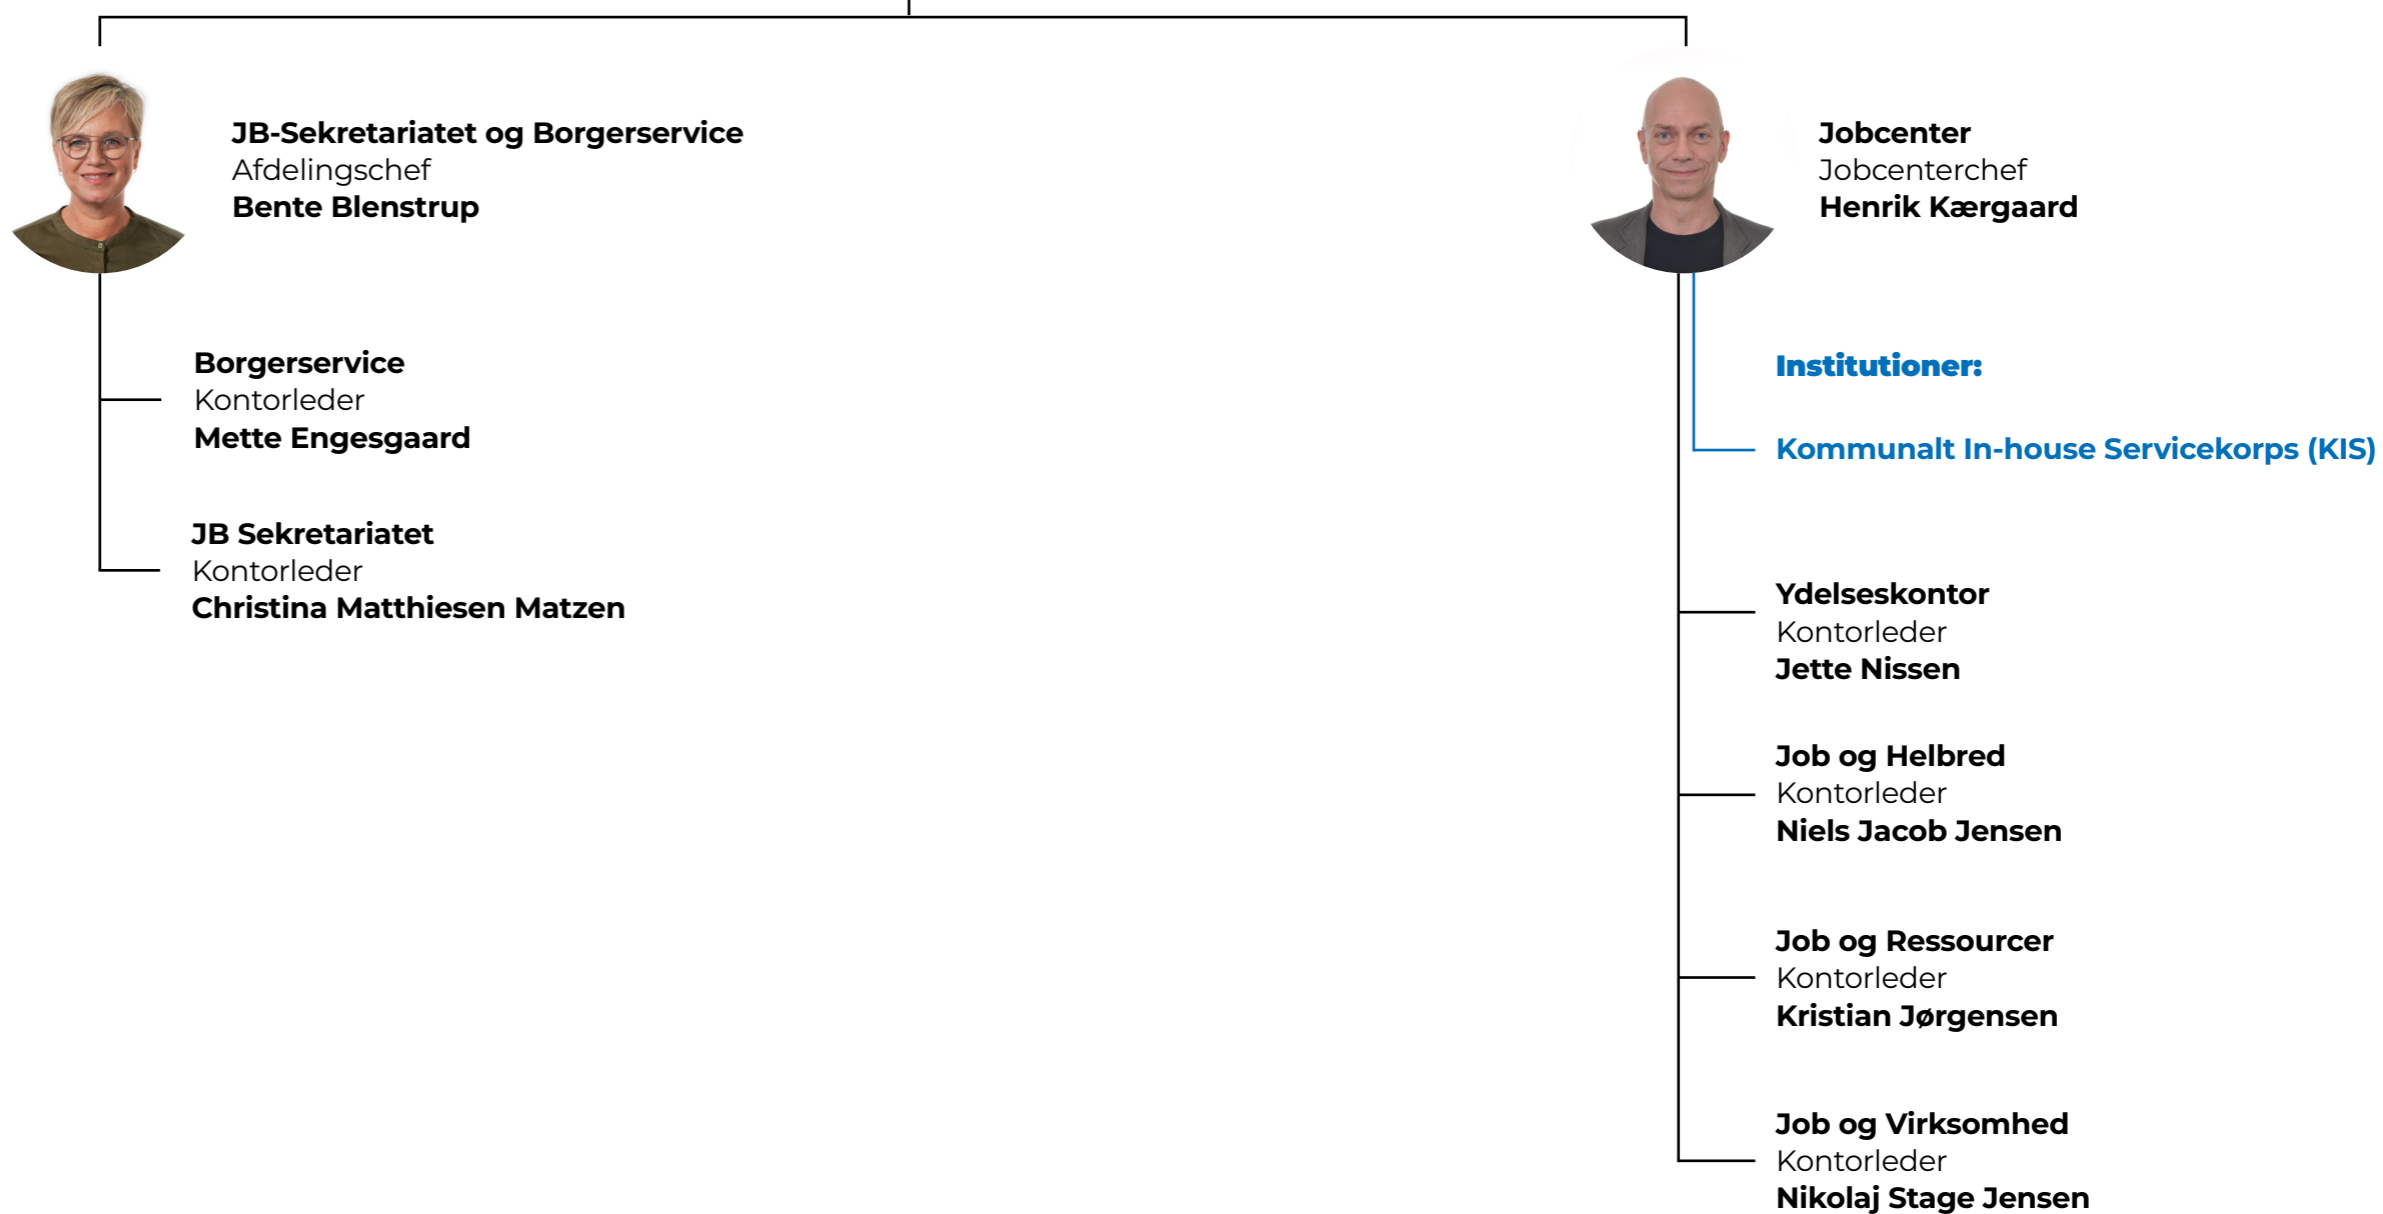 JB-Sekretariatet og Borgerservice
Afdelingschef
Bente Blenstrup
Borgerservice
Kontorleder
Mette Engesgaard
JB Sekretariatet
Kontorleder
Christina Matthiesen Matzen
Jobcenter
Jobcenterchef
Henrik Kærgaard
Institutioner:
Kommunalt In-house Servicekorps (KIS)
Ydelseskontor
Kontorleder
Jette Nissen
Job og Helbred
Kontorleder
Niels Jacob Jensen
Job og Ressourcer
Kontorleder
Kristian Jørgensen
Job og Virksomhed
Kontorleder
Nikolaj Stage Jensen